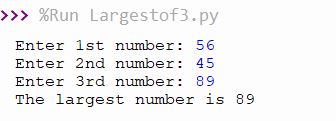 >>> %Run Largestof3.py
Enter 1st number: 56
Enter 2nd number: 45
Enter 3rd number: 89
The largest number is 89